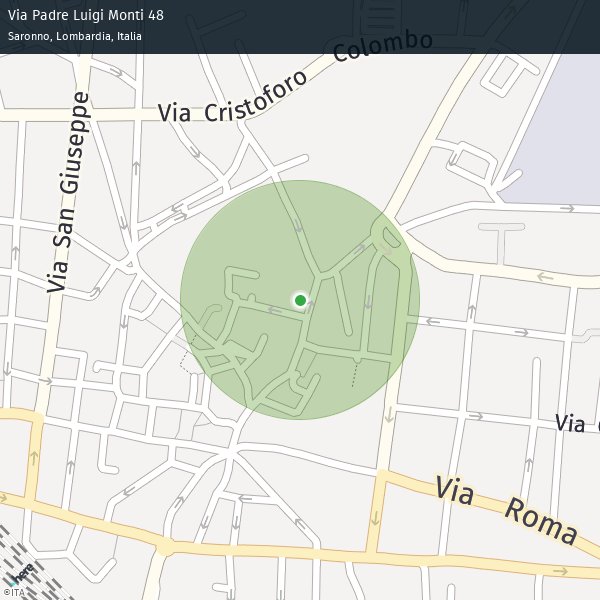 Via Padre Luigi Monti 48
Saronno, Lombardia, Italia
Via Cristoforo Colombo
Via San Giuseppe
Via
Via Roma
here
©ITA